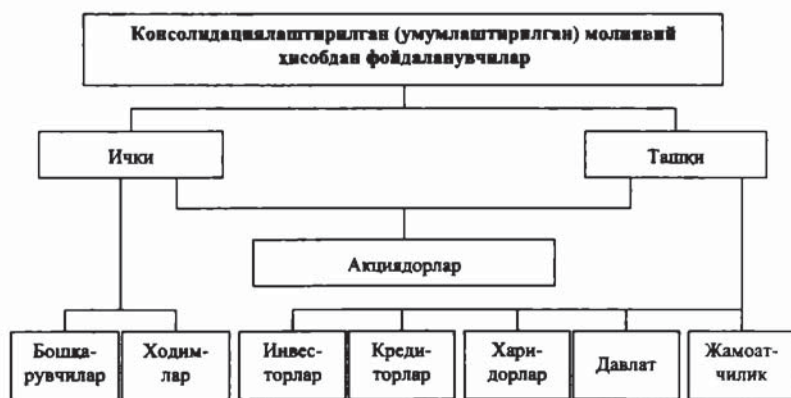 Консолидациялаштирилган (умумлаштирилган) молиявий
ҳисобдан фойдаланувчилар
Ички
Ташқи
Акциядорлар
Бошқа-
рувчилар
Ходим-
лар
Инвес-
торлар
Креди-
торлар
Хари-
дорлар
Давлат
Жамоат-
чилик